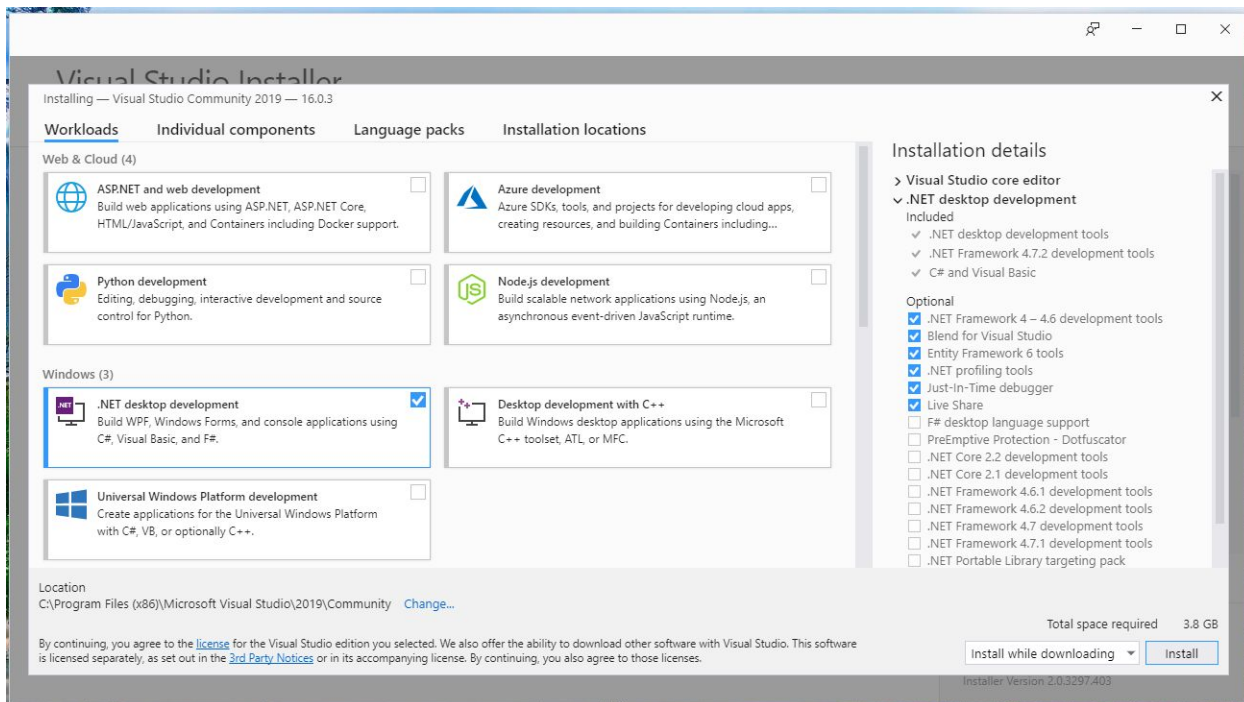 Visual Studio Installer
Installing — Visual Studio Community 2019 — 16.0.3
Workloads
Individual components
Language packs
Installation locations
Web & Cloud (4)
ASP.NET and web development
Build web applications using ASP.NET, ASP.NET Core,
HTML/JavaScript, and Containers including Docker support.
Azure development
Azure SDKs, tools, and projects for developing cloud apps,
creating resources, and building Containers including...
Python development
Editing, debugging, interactive development and source
control for Python.
Node.js development
Build scalable network applications using Node.js, an
asynchronous event-driven JavaScript runtime.
JS
Windows (3)
.NET
.NET desktop development
Build WPF, Windows Forms, and console applications using
C#, Visual Basic, and F#.
Desktop development with C++
Build Windows desktop applications using the Microsoft
C++ toolset, ATL, or MFC.
Universal Windows Platform development
Create applications for the Universal Windows Platform
with C#, VB, or optionally C++.
Installation details
Visual Studio core editor
.NET desktop development
Included
.NET desktop development tools
.NET Framework 4.7.2 development tools
C# and Visual Basic
Optional
.NET Framework 4 – 4.6 development tools
Blend for Visual Studio
Entity Framework 6 tools
.NET profiling tools
Just-In-Time debugger
Live Share
F# desktop language support
PreEmptive Protection - Dotfuscator
.NET Core 2.2 development tools
.NET Core 2.1 development tools
.NET Framework 4.6.1 development tools
.NET Framework 4.6.2 development tools
.NET Framework 4.7 development tools
.NET Framework 4.7.1 development tools
.NET Portable Library targeting pack
Location
C:\Program Files (x86)\Microsoft Visual Studio\2019\Community Change...
By continuing, you agree to the license for the Visual Studio edition you selected. We also offer the ability to download other software with Visual Studio. This software
is licensed separately, as set out in the 3rd Party Notices or in its accompanying license. By continuing, you also agree to those licenses.
Total space required 3.8 GB
Install while downloading
Install
Installer Version 2.0.3297.403